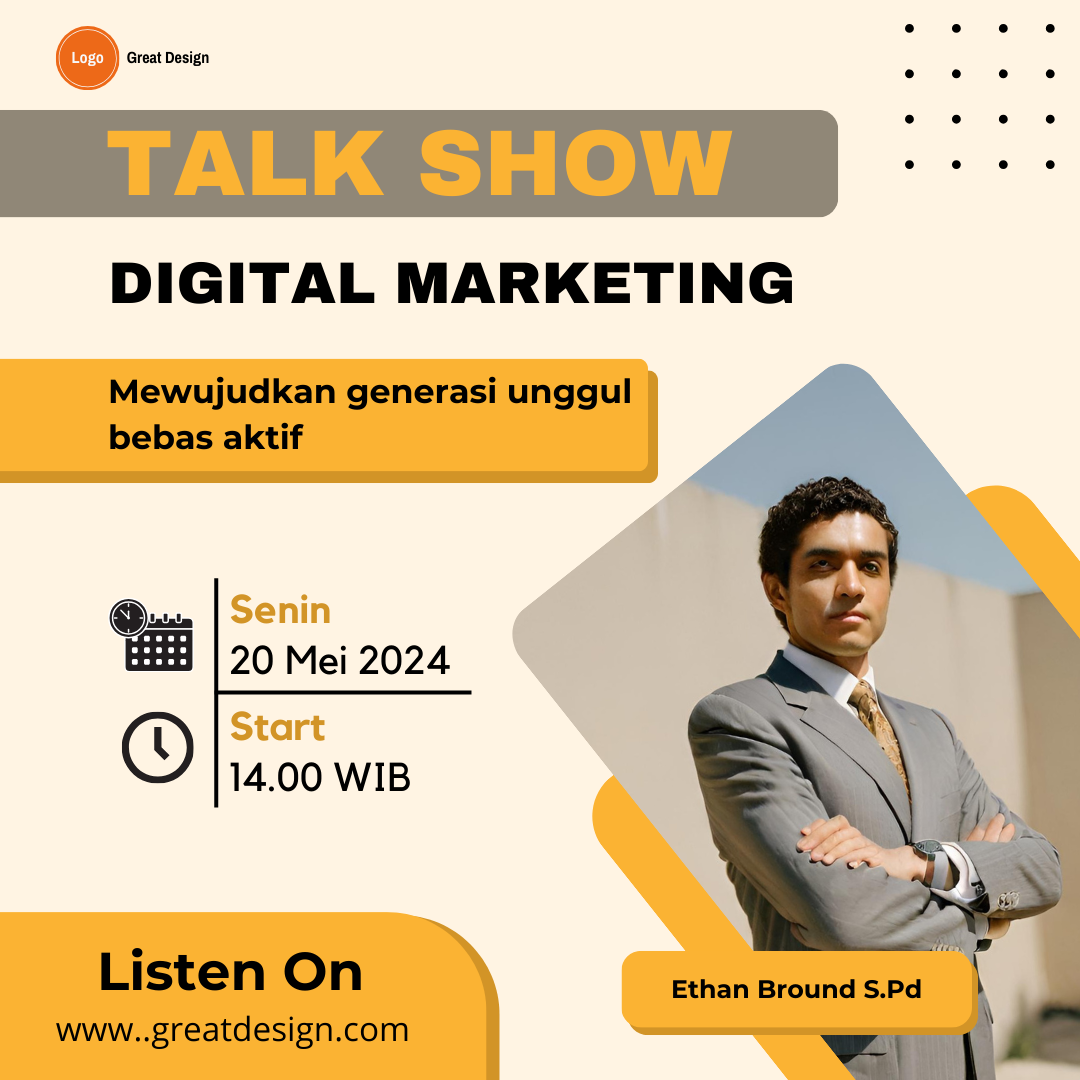 Logo
Great Design
TALK SHOW
DIGITAL MARKETING
Mewujudkan generasi unggul
bebas aktif
Senin
20 Mei 2024
Start
14.00 WIB
Listen On
www..greatdesign.com
Ethan Bround S.Pd